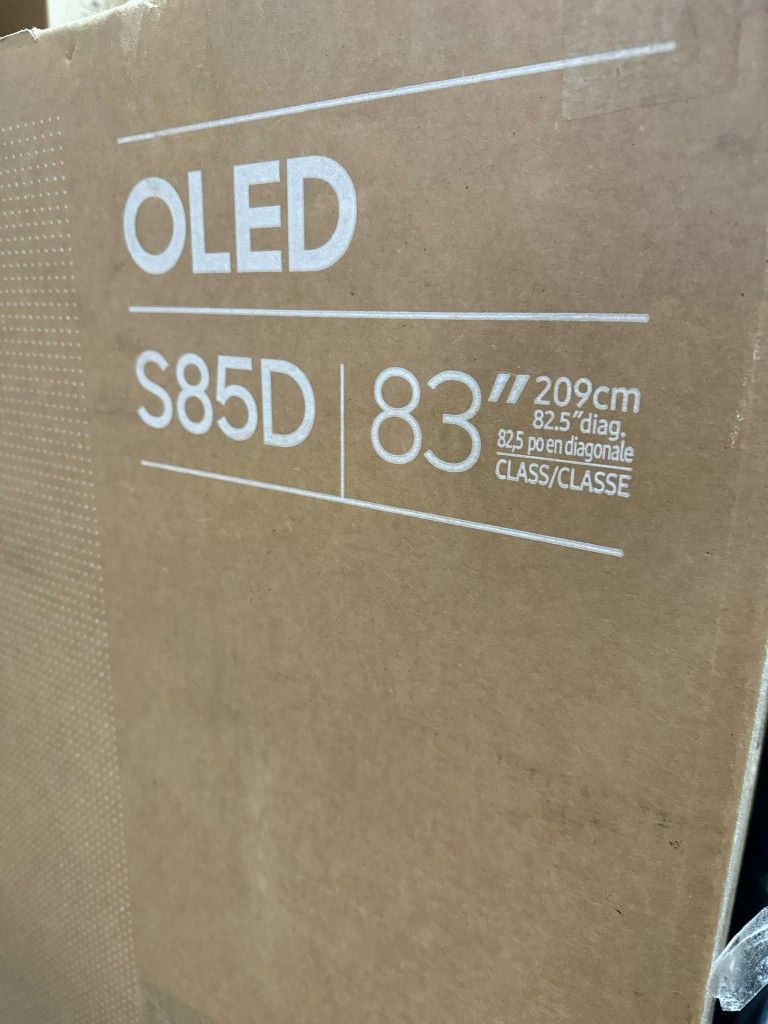 OLED
S85D 83” 209cm
82.5”diag.
82,5 po en diagonale
CLASS/CLASSE